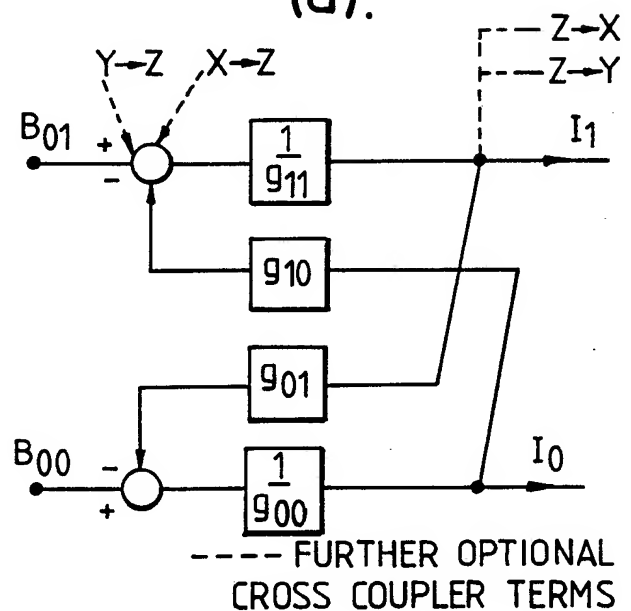 (d).
Z→X
Y→Z X→Z
Z→Y
B01 + - 1/g11 I1
g10
g01
B00 - + 1/g00 I0
---- FURTHER OPTIONAL
CROSS COUPLER TERMS